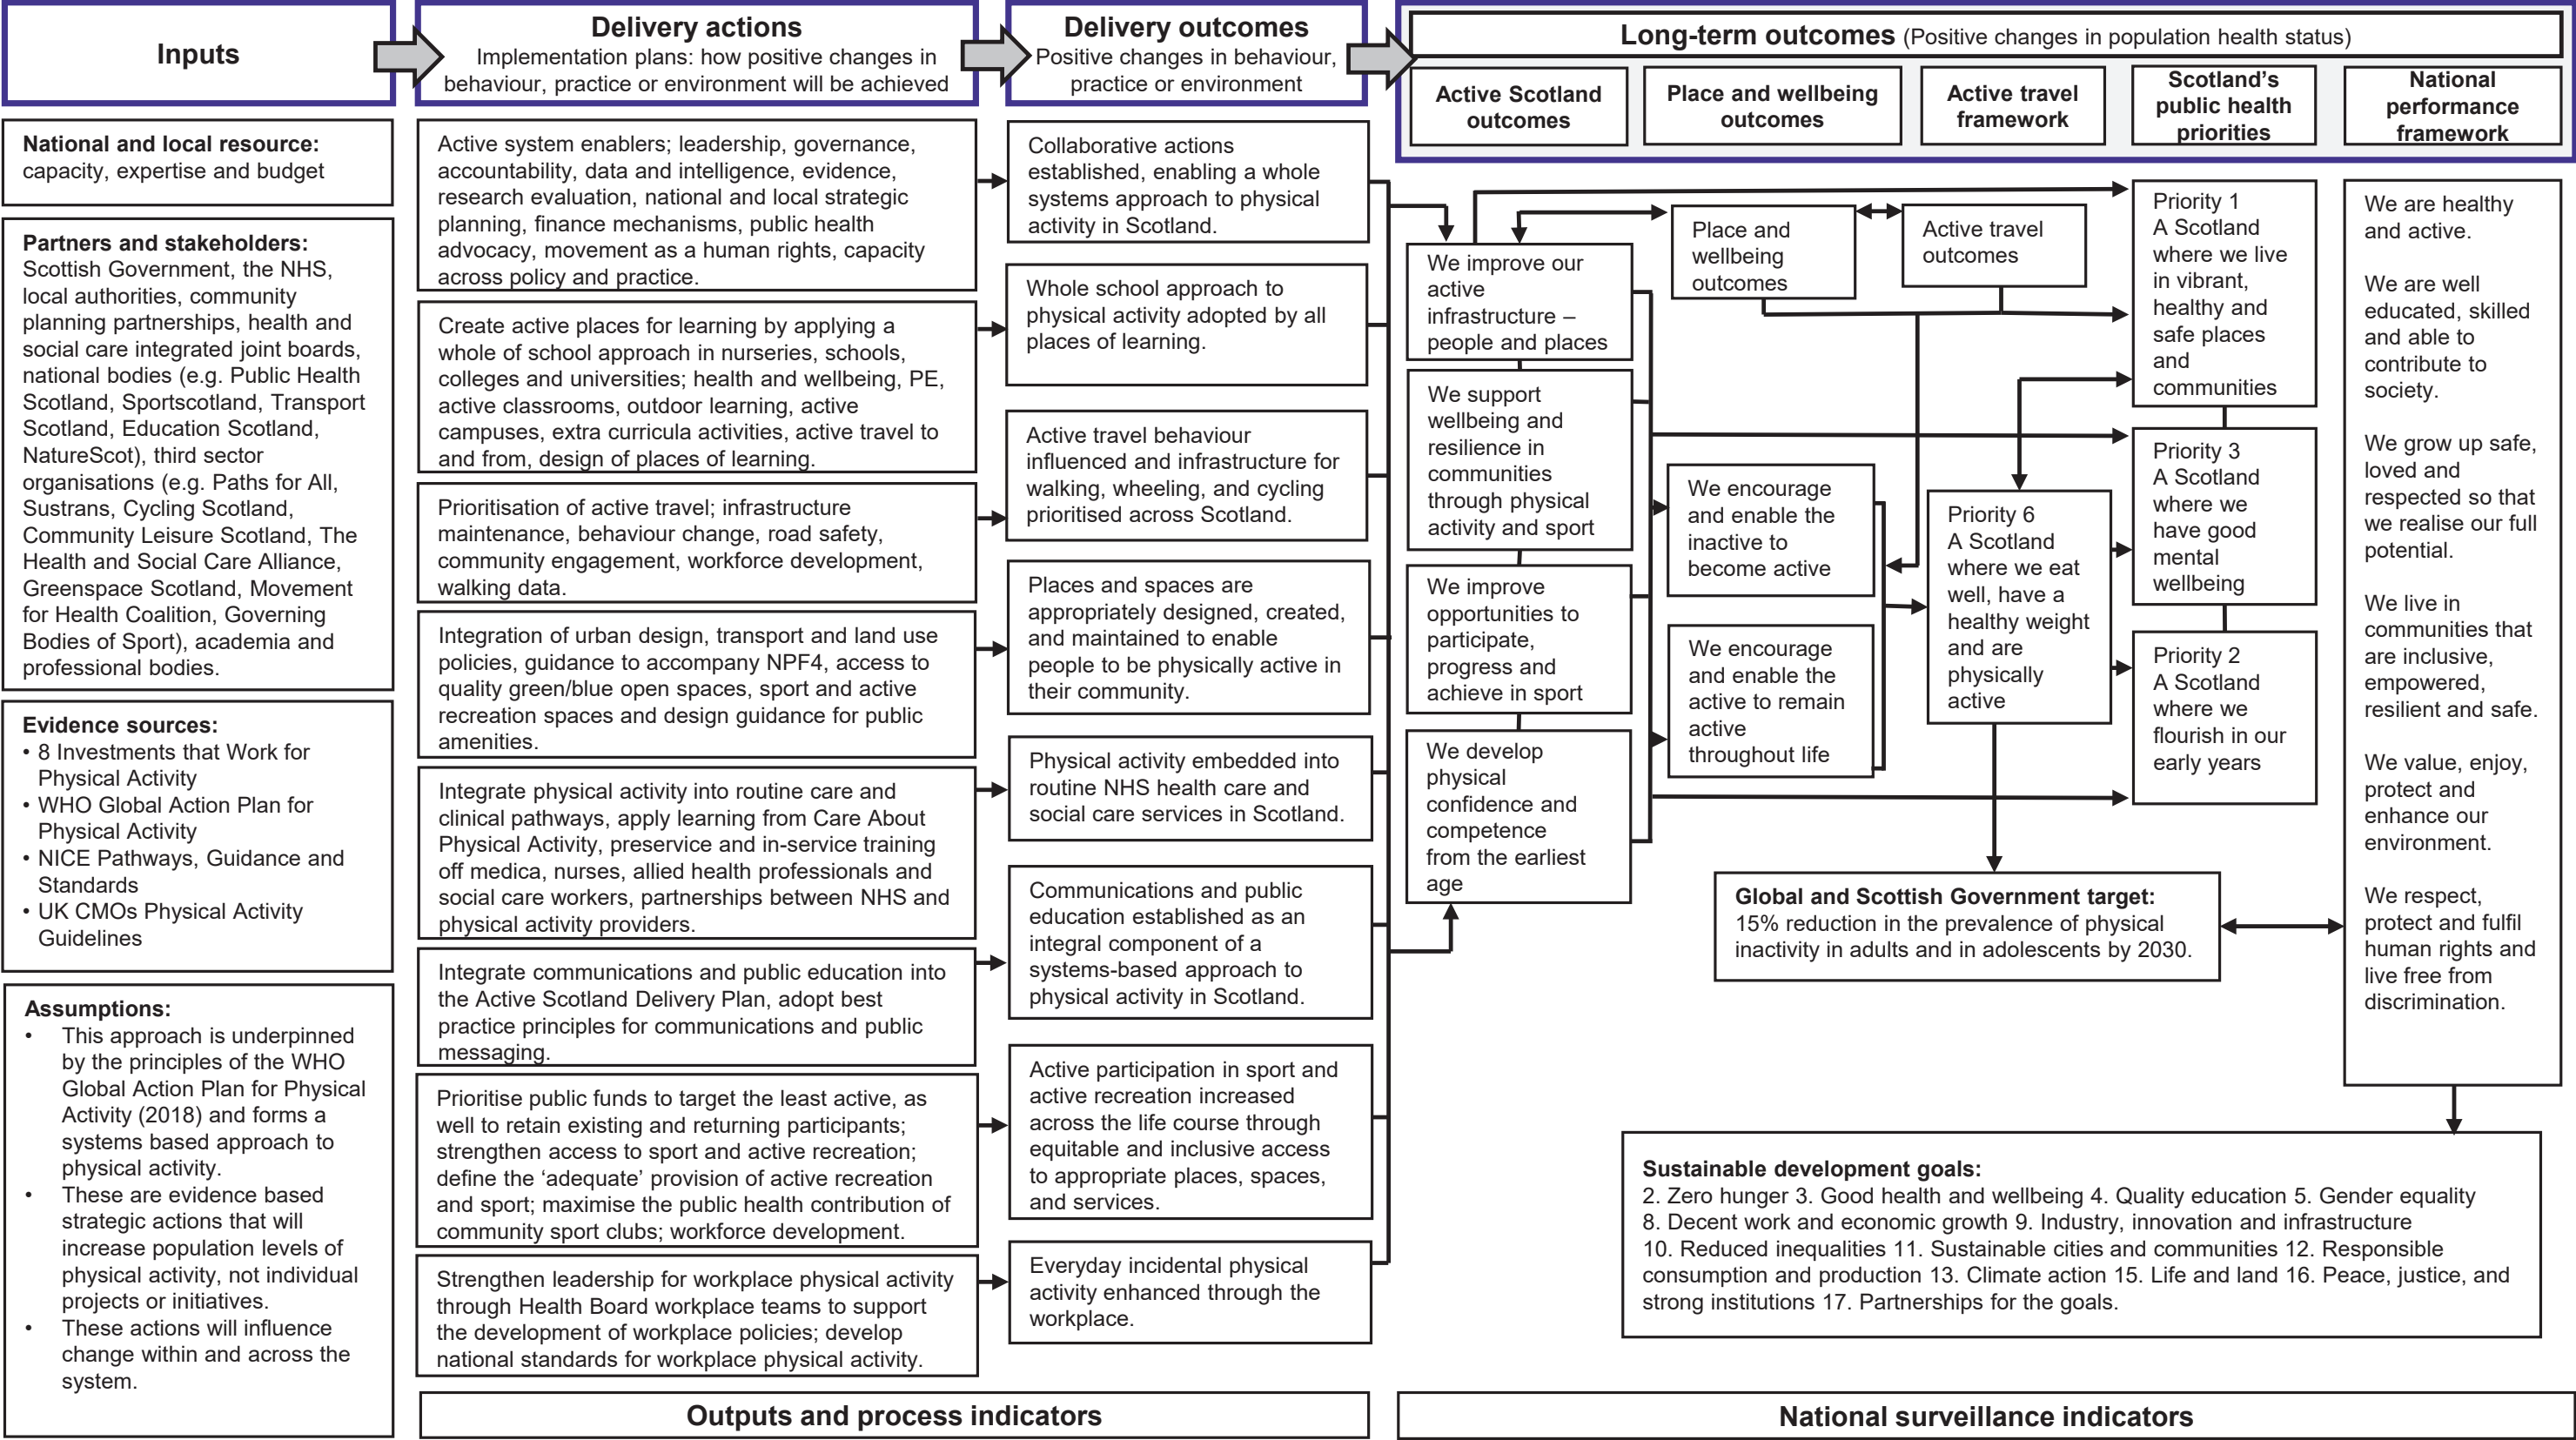 Inputs
Delivery actions
Implementation plans: how positive changes in
behaviour, practice or environment will be achieved
Delivery outcomes
Positive changes in behaviour,
practice or environment
Long-term outcomes (Positive changes in population health status)
Active Scotland
outcomes
Place and wellbeing
outcomes
Active travel
framework
Scotland’s
public health
priorities
National
performance
framework
National and local resource:
capacity, expertise and budget
Partners and stakeholders:
Scottish Government, the NHS,
local authorities, community
planning partnerships, health and
social care integrated joint boards,
national bodies (e.g. Public Health
Scotland, Sportscotland, Transport
Scotland, Education Scotland,
NatureScot), third sector
organisations (e.g. Paths for All,
Sustrans, Cycling Scotland,
Community Leisure Scotland, The
Health and Social Care Alliance,
Greenspace Scotland, Movement
for Health Coalition, Governing
Bodies of Sport), academia and
professional bodies.
Evidence sources:
• 8 Investments that Work for
Physical Activity
• WHO Global Action Plan for
Physical Activity
• NICE Pathways, Guidance and
Standards
• UK CMOs Physical Activity
Guidelines
Assumptions:
• This approach is underpinned
by the principles of the WHO
Global Action Plan for Physical
Activity (2018) and forms a
systems based approach to
physical activity.
• These are evidence based
strategic actions that will
increase population levels of
physical activity, not individual
projects or initiatives.
• These actions will influence
change within and across the
system.
Active system enablers; leadership, governance,
accountability, data and intelligence, evidence,
research evaluation, national and local strategic
planning, finance mechanisms, public health
advocacy, movement as a human rights, capacity
across policy and practice.
Create active places for learning by applying a
whole of school approach in nurseries, schools,
colleges and universities; health and wellbeing, PE,
active classrooms, outdoor learning, active
campuses, extra curricula activities, active travel to
and from, design of places of learning.
Prioritisation of active travel; infrastructure
maintenance, behaviour change, road safety,
community engagement, workforce development,
walking data.
Integration of urban design, transport and land use
policies, guidance to accompany NPF4, access to
quality green/blue open spaces, sport and active
recreation spaces and design guidance for public
amenities.
Integrate physical activity into routine care and
clinical pathways, apply learning from Care About
Physical Activity, preservice and in-service training
off medica, nurses, allied health professionals and
social care workers, partnerships between NHS and
physical activity providers.
Integrate communications and public education into
the Active Scotland Delivery Plan, adopt best
practice principles for communications and public
messaging.
Prioritise public funds to target the least active, as
well to retain existing and returning participants;
strengthen access to sport and active recreation;
define the ‘adequate’ provision of active recreation
and sport; maximise the public health contribution of
community sport clubs; workforce development.
Strengthen leadership for workplace physical activity
through Health Board workplace teams to support
the development of workplace policies; develop
national standards for workplace physical activity.
Collaborative actions
established, enabling a whole
systems approach to physical
activity in Scotland.
Whole school approach to
physical activity adopted by all
places of learning.
Active travel behaviour
influenced and infrastructure for
walking, wheeling, and cycling
prioritised across Scotland.
Places and spaces are
appropriately designed, created,
and maintained to enable
people to be physically active in
their community.
Physical activity embedded into
routine NHS health care and
social care services in Scotland.
Communications and public
education established as an
integral component of a
systems-based approach to
physical activity in Scotland.
Active participation in sport and
active recreation increased
across the life course through
equitable and inclusive access
to appropriate places, spaces,
and services.
Everyday incidental physical
activity enhanced through the
workplace.
We improve our
active
infrastructure –
people and places
We support
wellbeing and
resilience in
communities
through physical
activity and sport
We improve
opportunities to
participate,
progress and
achieve in sport
We develop
physical
confidence and
competence
from the earliest
age
Place and
wellbeing
outcomes
Active travel
outcomes
We encourage
and enable the
inactive to
become active
We encourage
and enable the
active to remain
active
throughout life
Priority 6
A Scotland
where we eat
well, have a
healthy weight
and are
physically
active
Priority 1
A Scotland
where we live
in vibrant,
healthy and
safe places
and
communities
Priority 3
A Scotland
where we
have good
mental
wellbeing
Priority 2
A Scotland
where we
flourish in our
early years
We are healthy
and active.
We are well
educated, skilled
and able to
contribute to
society.
We grow up safe,
loved and
respected so that
we realise our full
potential.
We live in
communities that
are inclusive,
empowered,
resilient and safe.
We value, enjoy,
protect and
enhance our
environment.
We respect,
protect and fulfil
human rights and
live free from
discrimination.
Global and Scottish Government target:
15% reduction in the prevalence of physical
inactivity in adults and in adolescents by 2030.
Sustainable development goals:
2. Zero hunger 3. Good health and wellbeing 4. Quality education 5. Gender equality
8. Decent work and economic growth 9. Industry, innovation and infrastructure
10. Reduced inequalities 11. Sustainable cities and communities 12. Responsible
consumption and production 13. Climate action 15. Life and land 16. Peace, justice, and
strong institutions 17. Partnerships for the goals.
Outputs and process indicators
National surveillance indicators